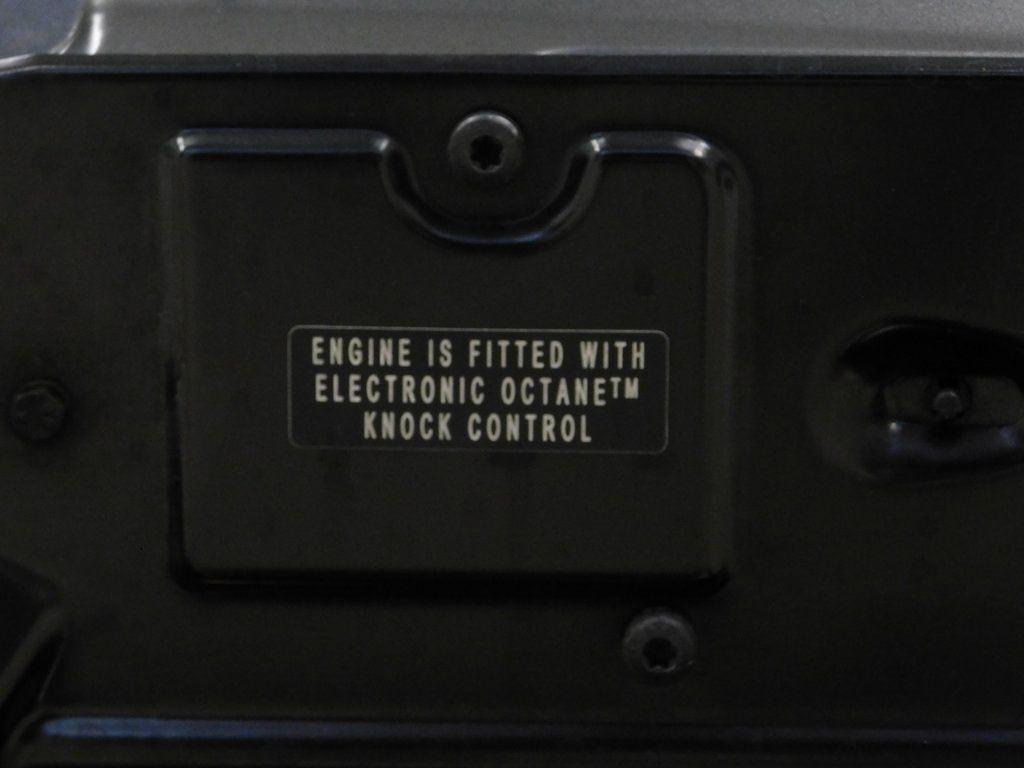 ENGINE IS FITTED WITH
ELECTRONIC OCTANE™
KNOCK CONTROL